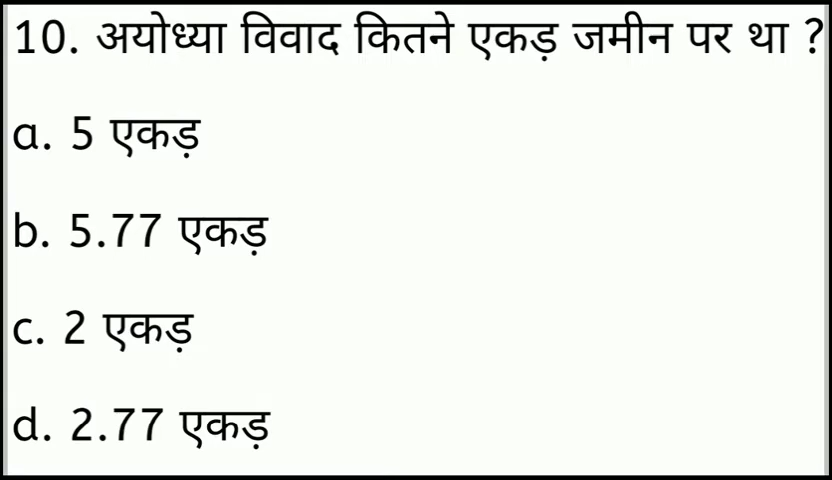 10. अयोध्या विवाद कितने एकड़ जमीन पर था ?
a. 5 एकड़
b. 5.77 एकड़
c. 2 एकड़
d. 2.77 एकड़